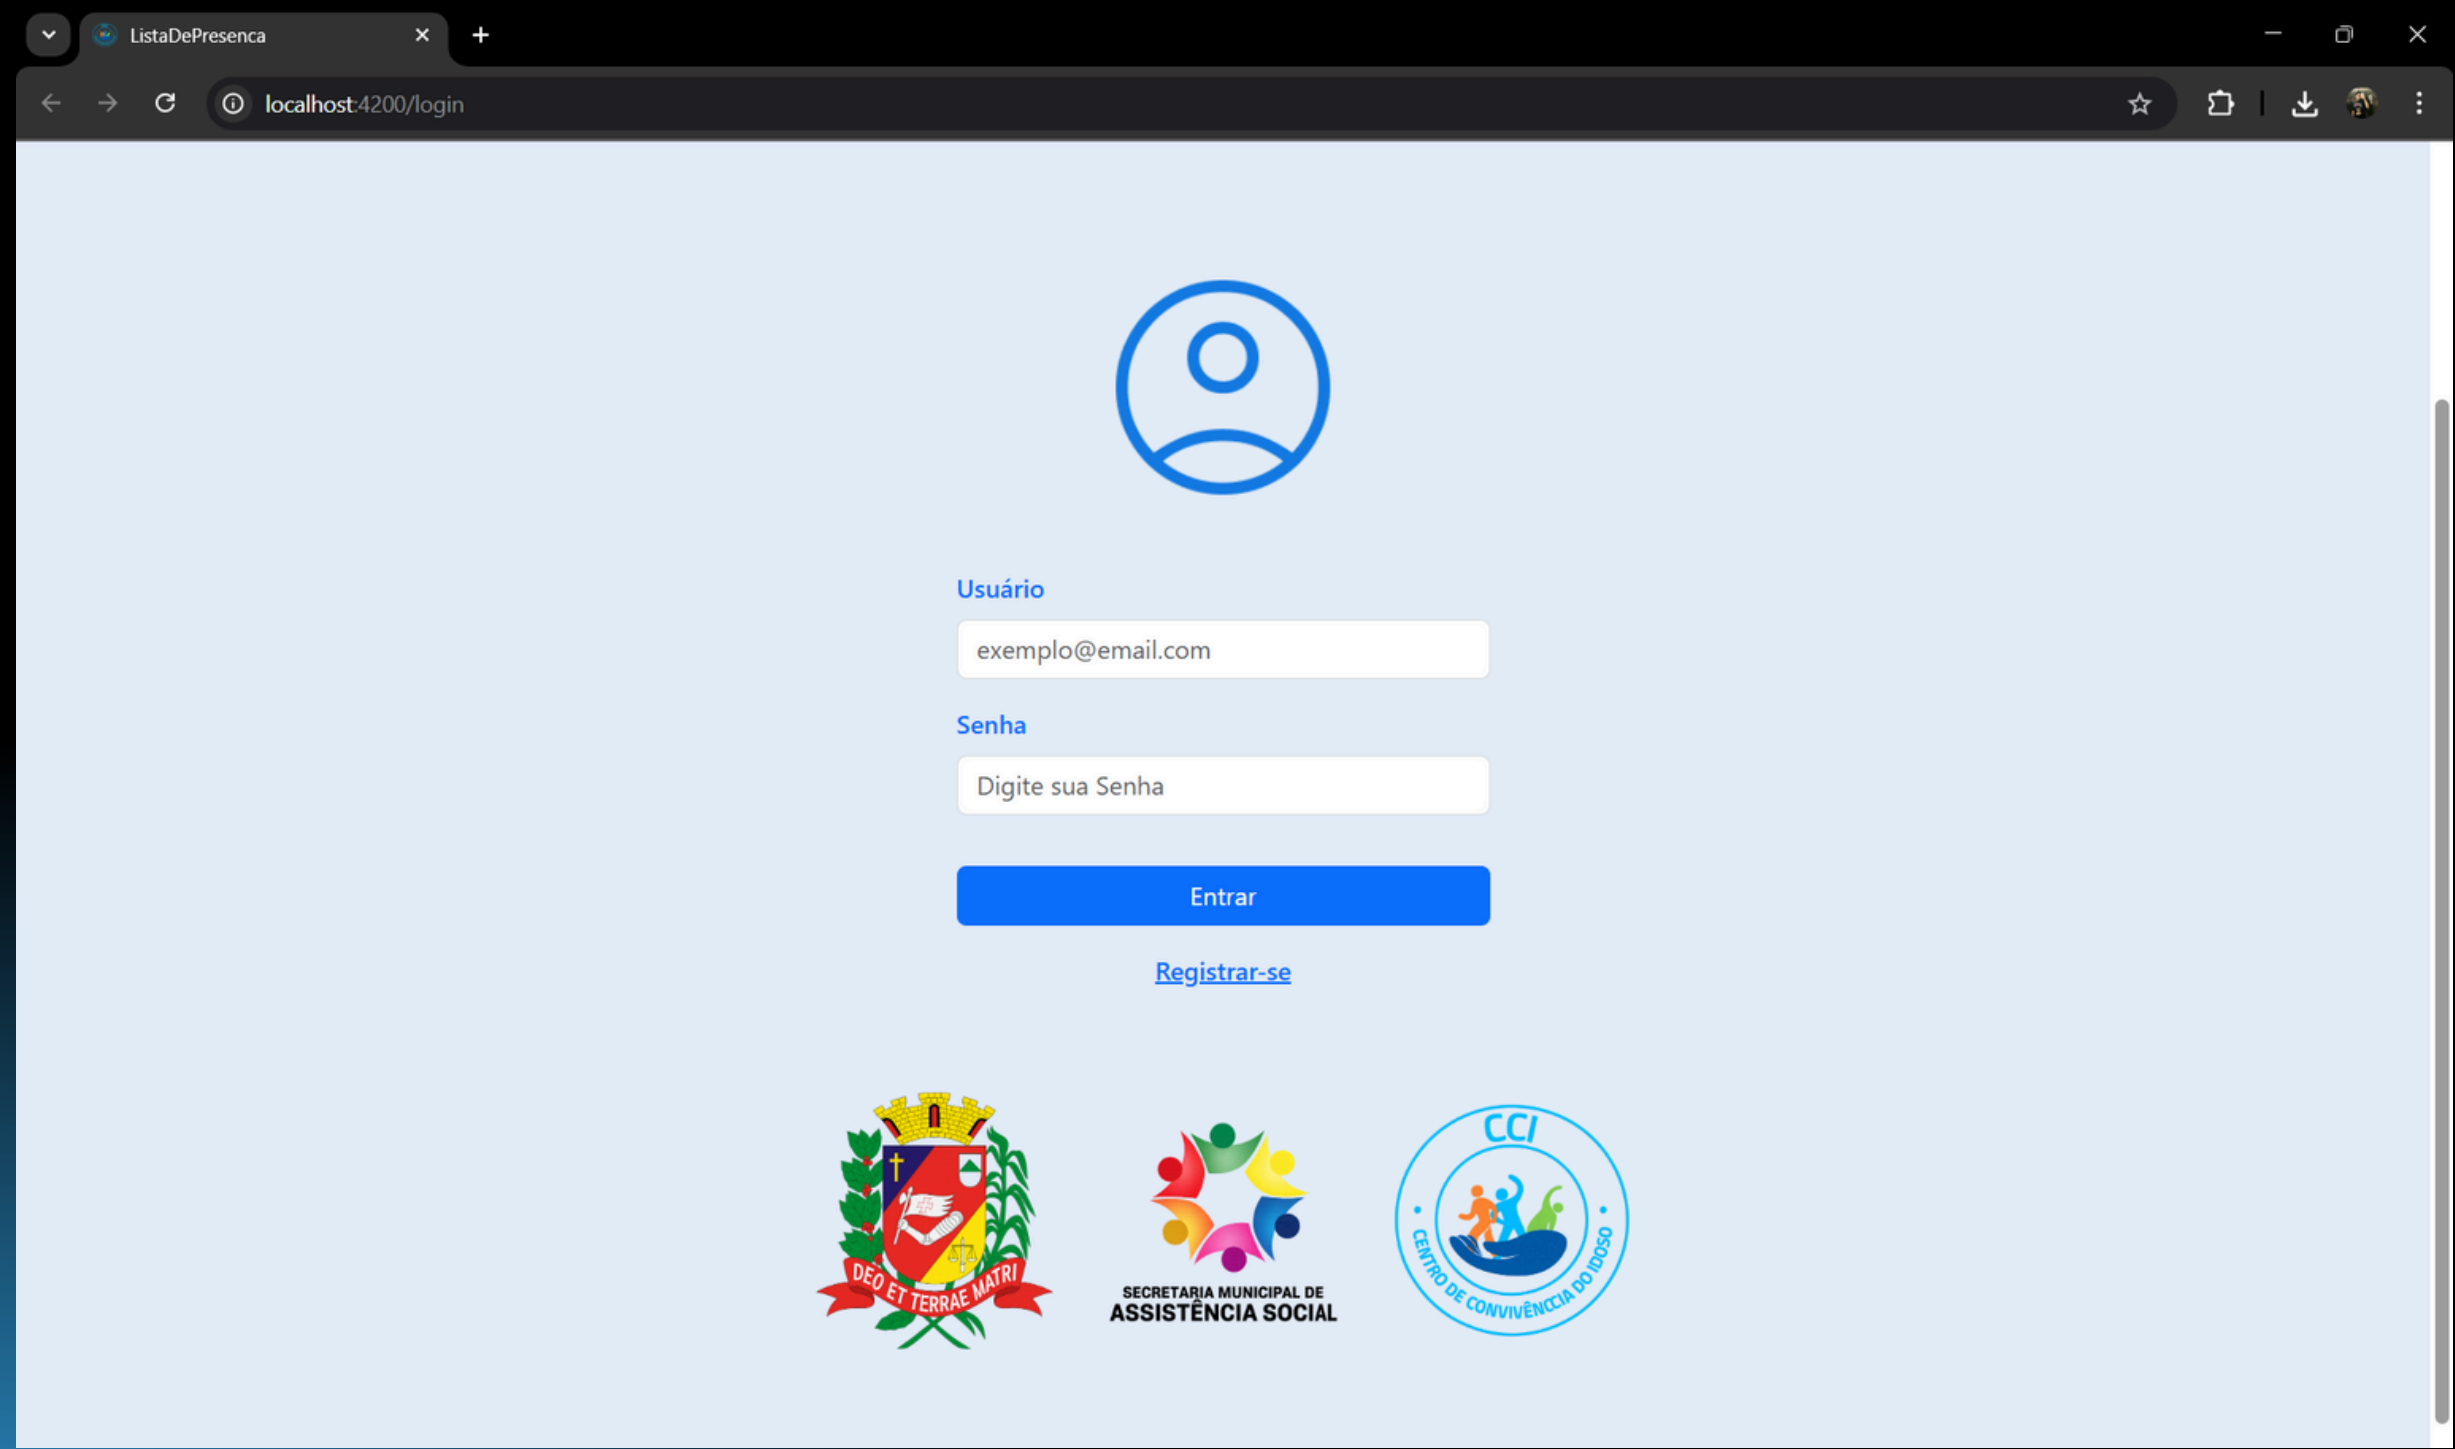 ListaDePresenca
localhost:4200/login
Usuário
exemplo@email.com
Senha
Digite sua Senha
Entrar
Registrar-se
DEO ET TERRAE MATRI
SECRETARIA MUNICIPAL DE
ASSISTÊNCIA SOCIAL
CCI
• CENTRO DE CONVIVÊNCCIA DO IDOSO •